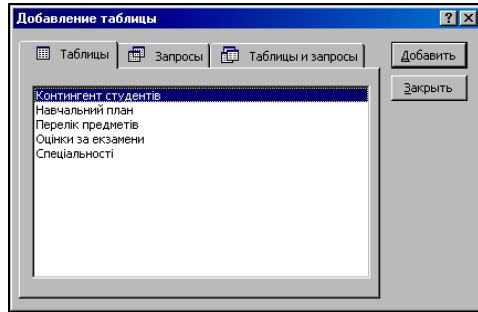 Добавление таблицы
Таблицы Запросы Таблицы и запросы
Добавить
Закрыть
Контингент студентів
Навчальний план
Перелік предметів
Оцінки за екзамени
Спеціальності